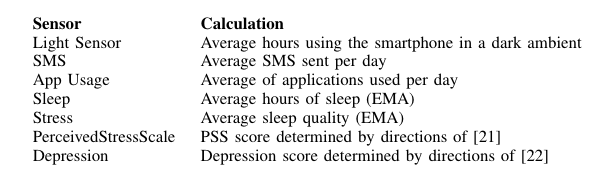 Sensor Calculation
Light Sensor Average hours using the smartphone in a dark ambient
SMS Average SMS sent per day
App Usage Average of applications used per day
Sleep Average hours of sleep (EMA)
Stress Average sleep quality (EMA)
PerceivedStressScale PSS score determined by directions of [21]
Depression Depression score determined by directions of [22]